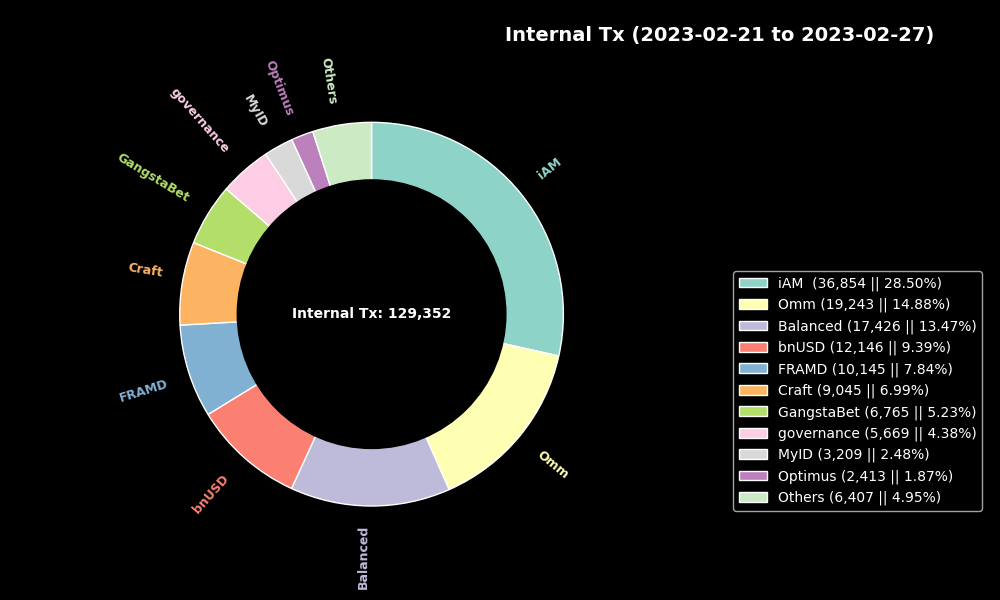 Internal Tx (2023-02-21 to 2023-02-27)
Others
Optimus
MyID
governance
GangstaBet
Craft
FRAMD
bnUSD
Balanced
Omm
iAM
Internal Tx: 129,352
iAM  (36,854 || 28.50%)
Omm (19,243 || 14.88%)
Balanced (17,426 || 13.47%)
bnUSD (12,146 || 9.39%)
FRAMD (10,145 || 7.84%)
Craft (9,045 || 6.99%)
GangstaBet (6,765 || 5.23%)
governance (5,669 || 4.38%)
MyID (3,209 || 2.48%)
Optimus (2,413 || 1.87%)
Others (6,407 || 4.95%)